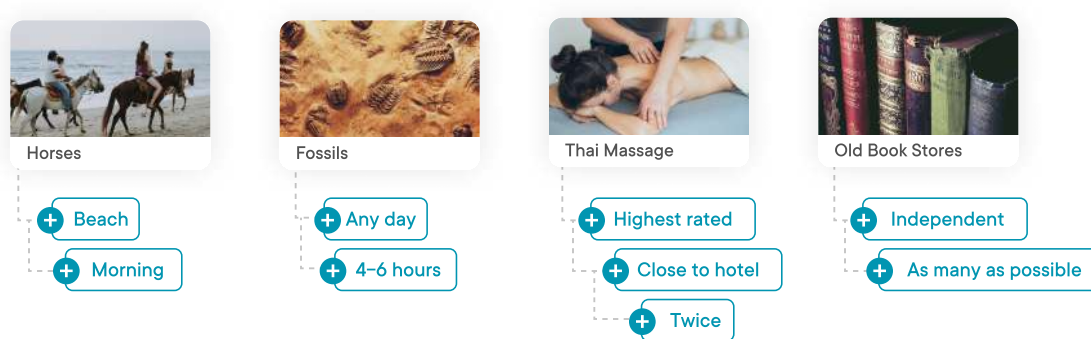 Horses
Beach
Morning
Fossils
Any day
4–6 hours
Thai Massage
Highest rated
Close to hotel
Twice
Old Book Stores
Independent
As many as possible